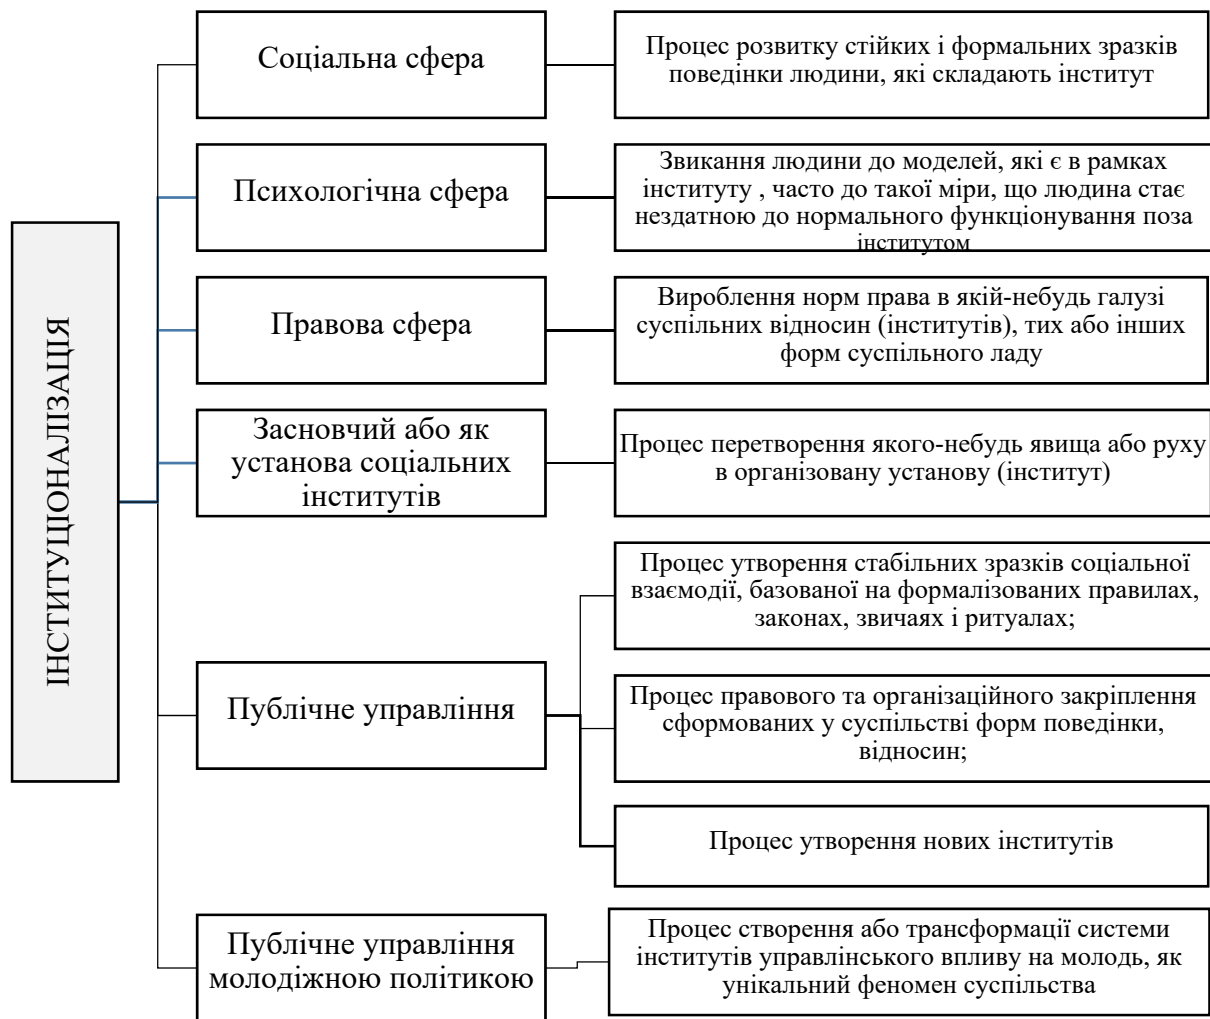 ІНСТИТУЦІОНАЛІЗАЦІЯ
Соціальна сфера
Процес розвитку стійких і формальних зразків
поведінки людини, які складають інститут
Психологічна сфера
Звикання людини до моделей, які є в рамках
інституту , часто до такої міри, що людина стає
нездатною до нормального функціонування поза
інститутом
Правова сфера
Вироблення норм права в якій-небудь галузі
суспільних відносин (інститутів), тих або інших
форм суспільного ладу
Засновчий або як
установа соціальних
інститутів
Процес перетворення якого-небудь явища або руху
в організовану установу (інститут)
Публічне управління
Процес утворення стабільних зразків соціальної
взаємодії, базованої на формалізованих правилах,
законах, звичаях і ритуалах;
Процес правового та організаційного закріплення
сформованих у суспільстві форм поведінки,
відносин;
Процес утворення нових інститутів
Публічне управління
молодіжною політикою
Процес створення або трансформації системи
інститутів управлінського впливу на молодь, як
унікальний феномен суспільства